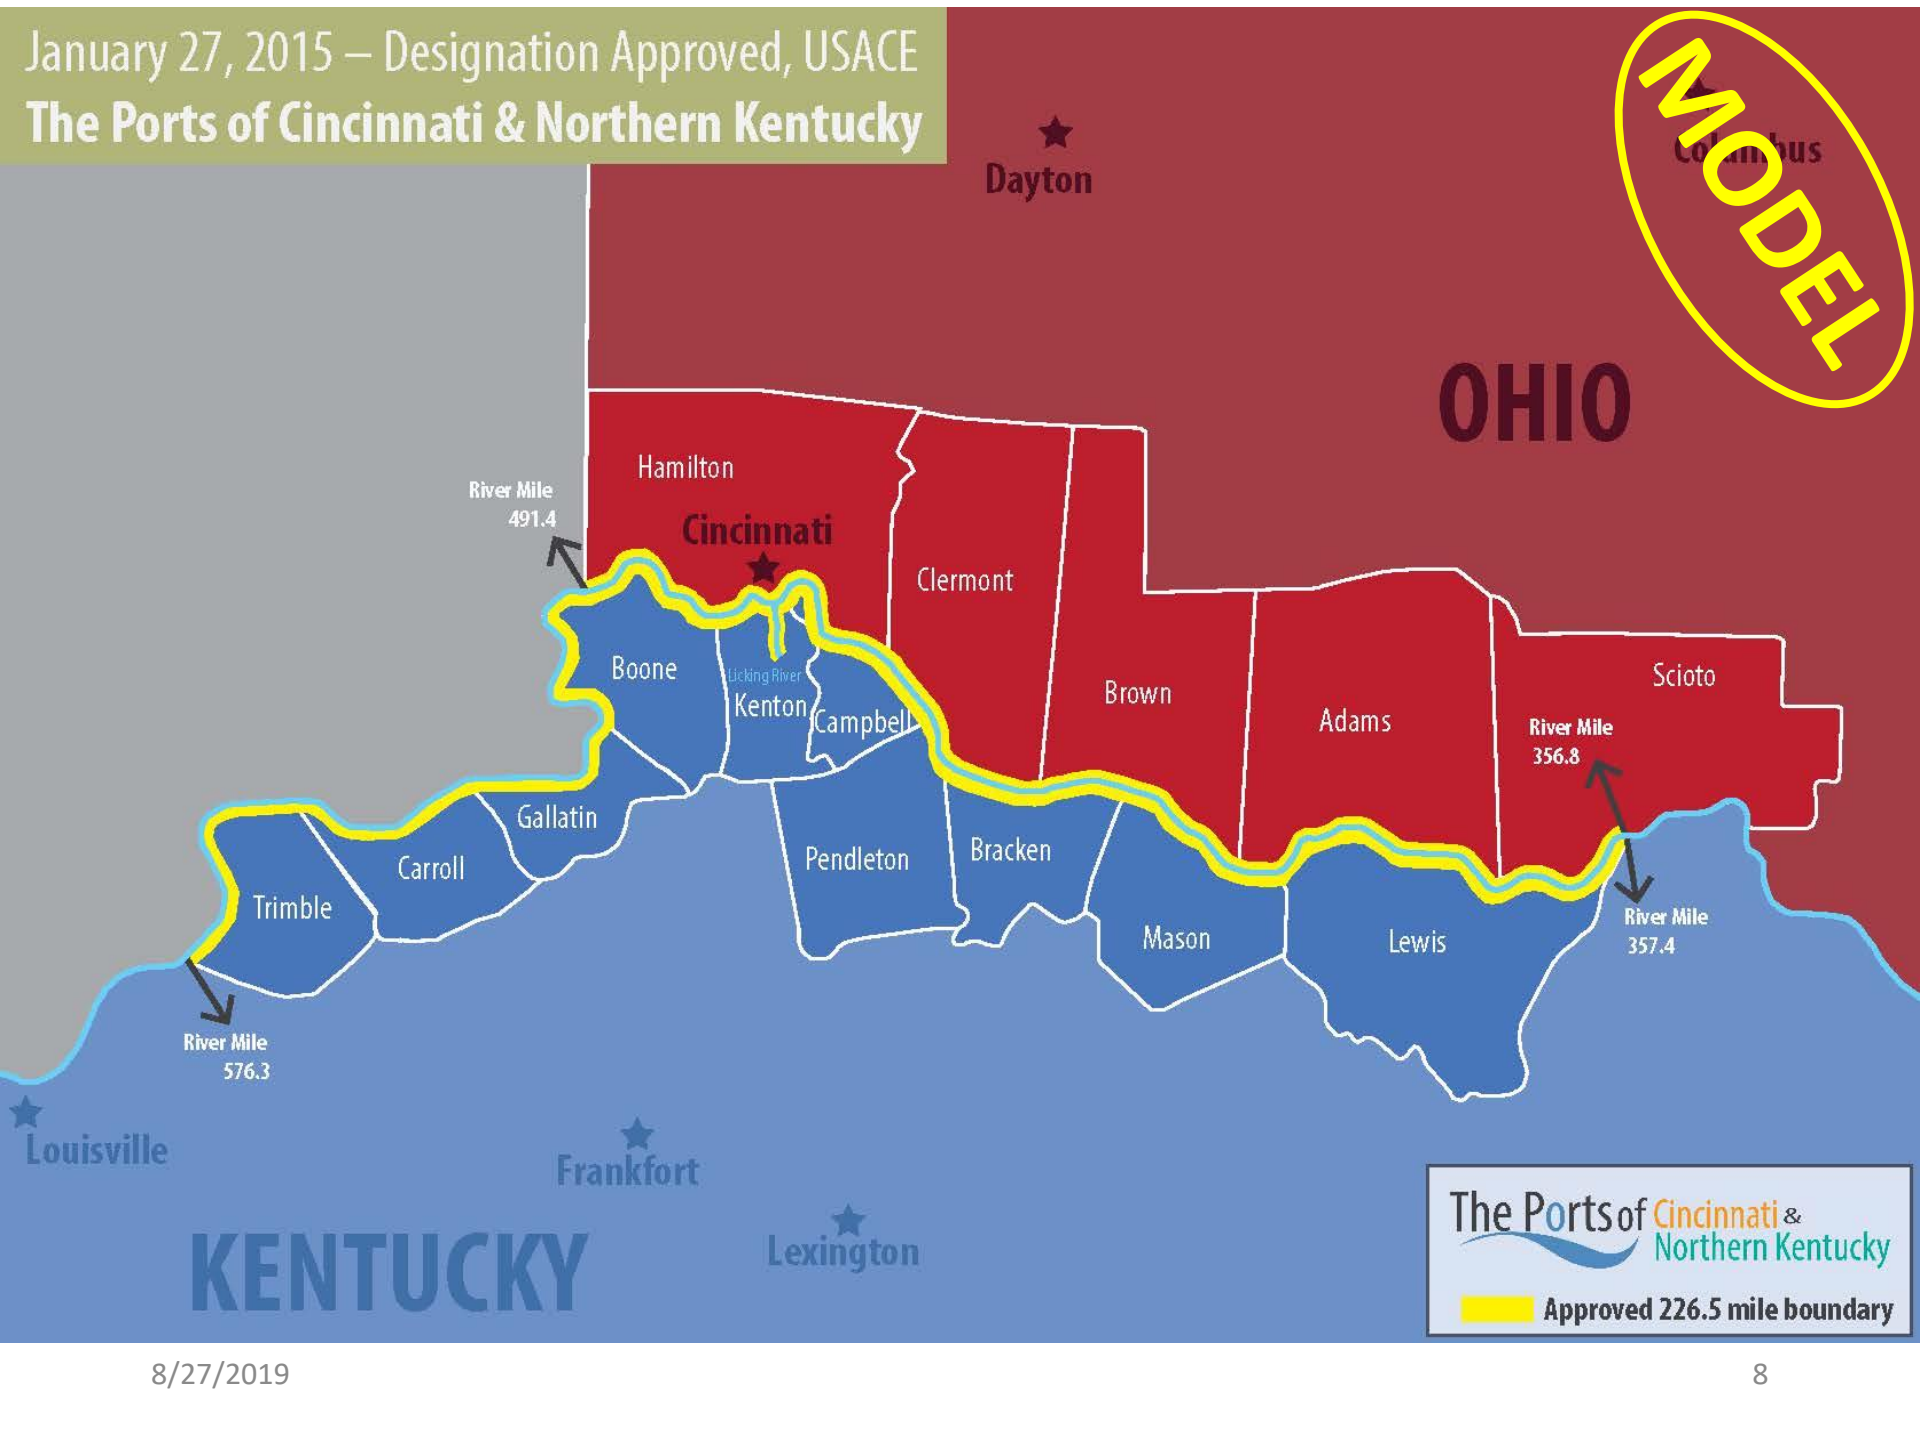 January 27, 2015 – Designation Approved, USACE
The Ports of Cincinnati & Northern Kentucky
MODEL
Columbus
Dayton
OHIO
Hamilton
River Mile
491.4
Cincinnati
Clermont
Boone
Licking River
Kenton
Campbell
Brown
Adams
Scioto
River Mile
356.8
Gallatin
Carroll
Trimble
Pendleton
Bracken
Mason
Lewis
River Mile
357.4
River Mile
576.3
Louisville
Frankfort
Lexington
KENTUCKY
The Ports of Cincinnati &
Northern Kentucky
Approved 226.5 mile boundary
8/27/2019
8